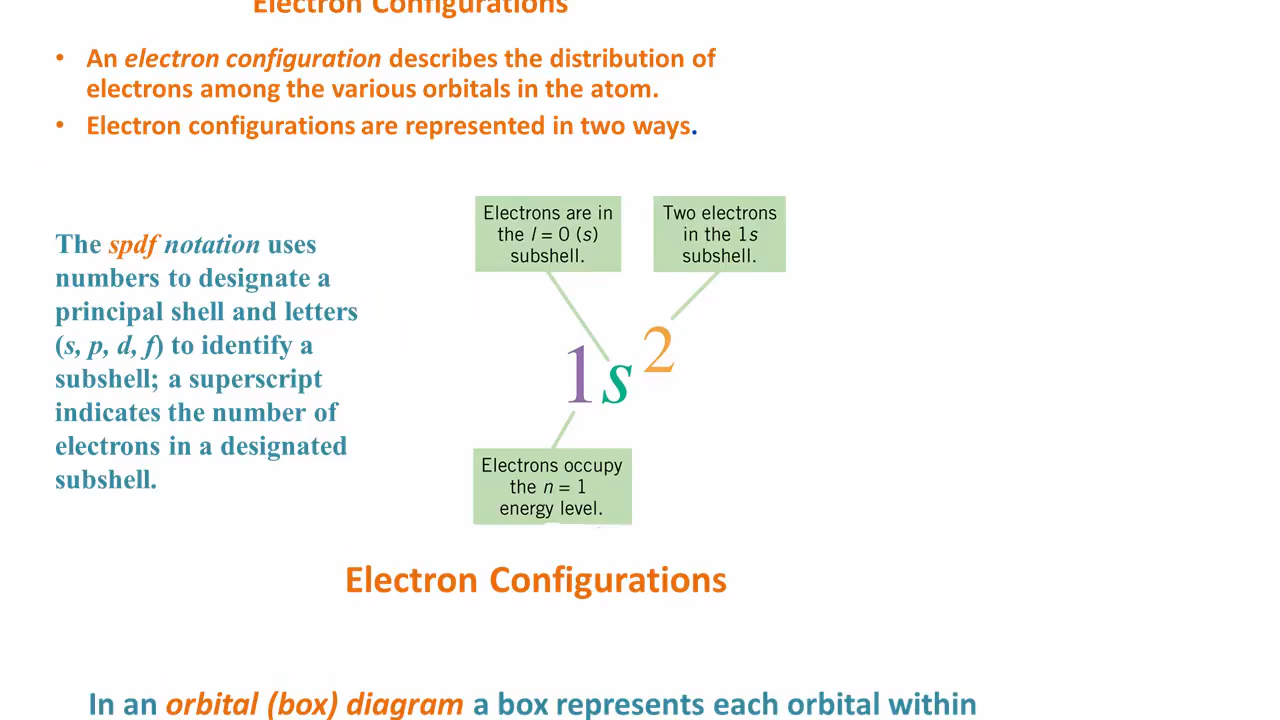 Electron Configurations
• An electron configuration describes the distribution of
electrons among the various orbitals in the atom.
• Electron configurations are represented in two ways.
Electrons are in
the l = 0 (s)
subshell.
Two electrons
in the 1s
subshell.
The spdf notation uses
numbers to designate a
principal shell and letters
(s, p, d, f) to identify a
subshell; a superscript
indicates the number of
electrons in a designated
subshell.
1s²
Electrons occupy
the n = 1
energy level.
Electron Configurations
In an orbital (box) diagram a box represents each orbital within